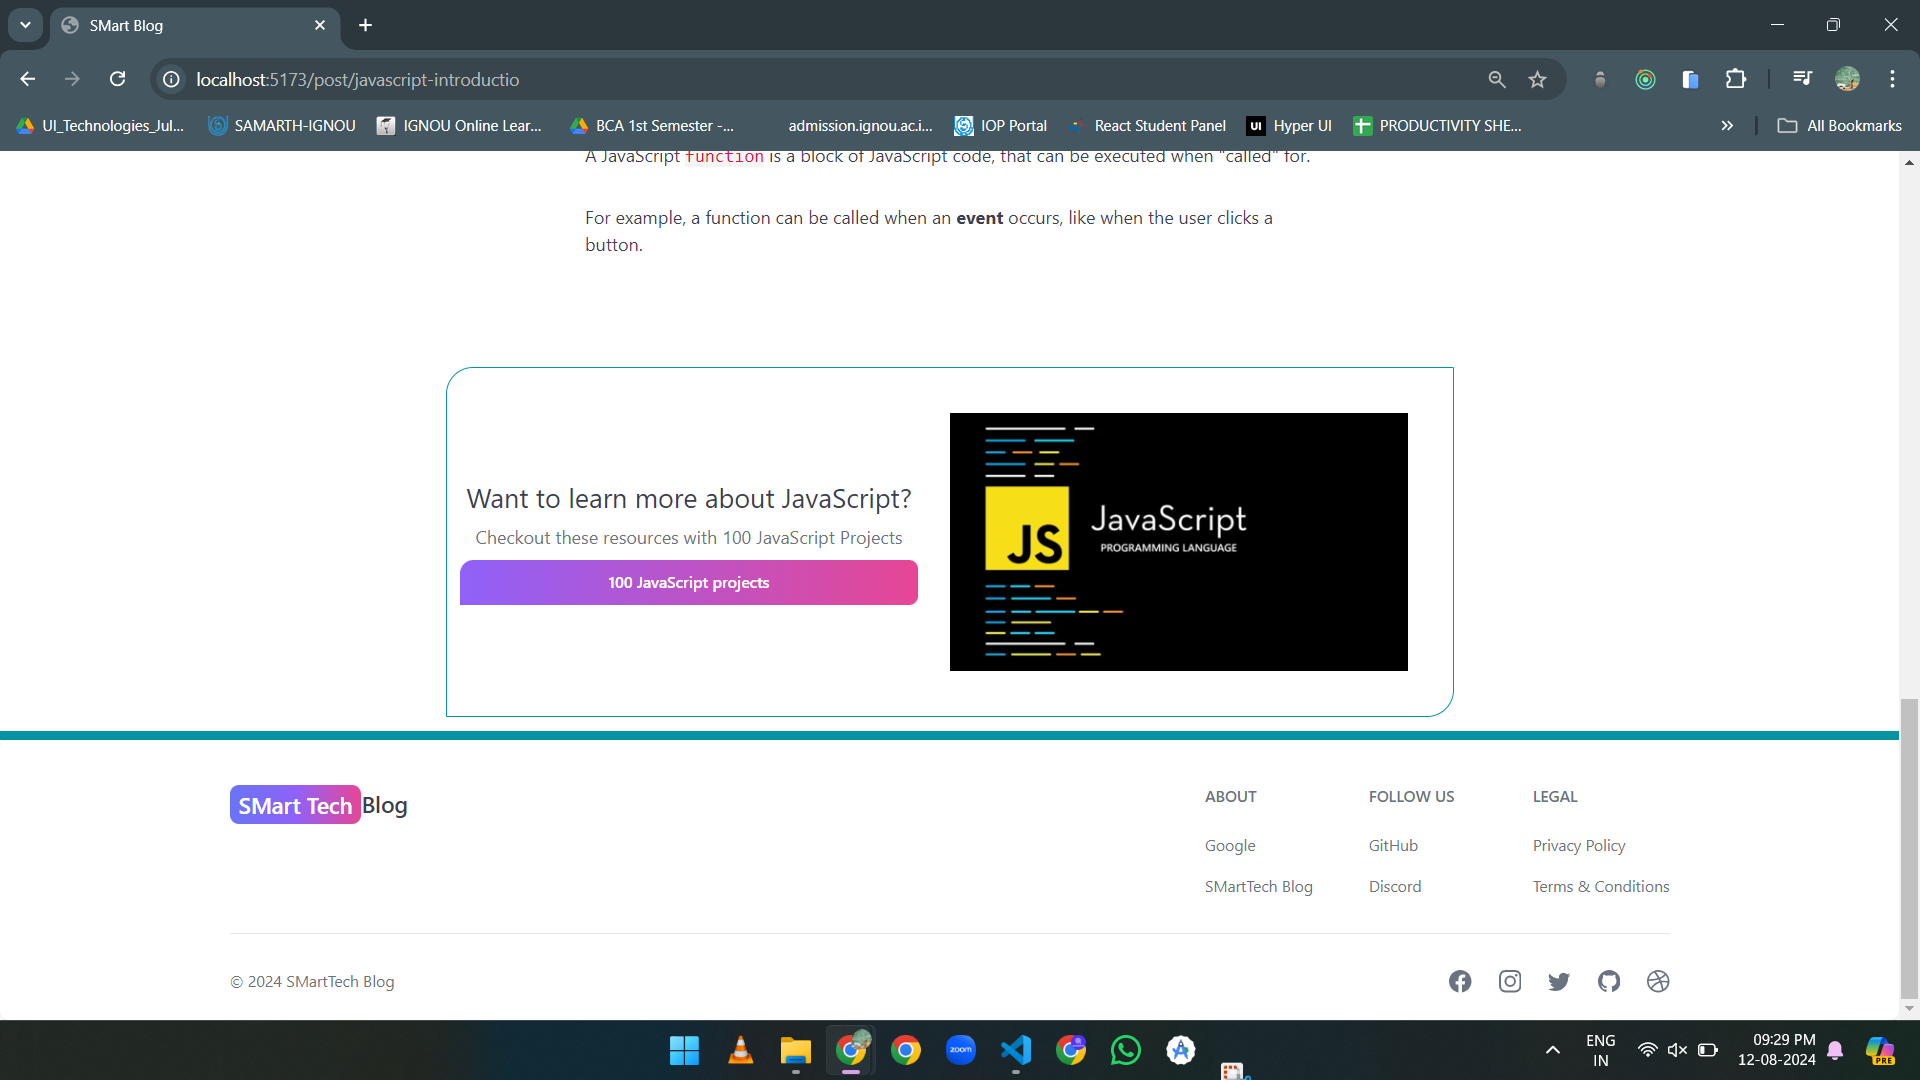 SMart Blog
localhost:5173/post/javascript-introductio
UI_Technologies_Jul...
SAMARTH-IGNOU
IGNOU Online Lear...
BCA 1st Semester -...
admission.ignou.ac.i...
IOP Portal
React Student Panel
UI
Hyper UI
PRODUCTIVITY SHE...
All Bookmarks
A JavaScript function is a block of JavaScript code, that can be executed when "called" for.
For example, a function can be called when an event occurs, like when the user clicks a
button.
Want to learn more about JavaScript?
Checkout these resources with 100 JavaScript Projects
100 JavaScript projects
JS
JavaScript
PROGRAMMING LANGUAGE
SMart Tech Blog
ABOUT
Google
SMartTech Blog
FOLLOW US
GitHub
Discord
LEGAL
Privacy Policy
Terms & Conditions
© 2024 SMartTech Blog
zoom
ENG
IN
09:29 PM
12-08-2024
PRE